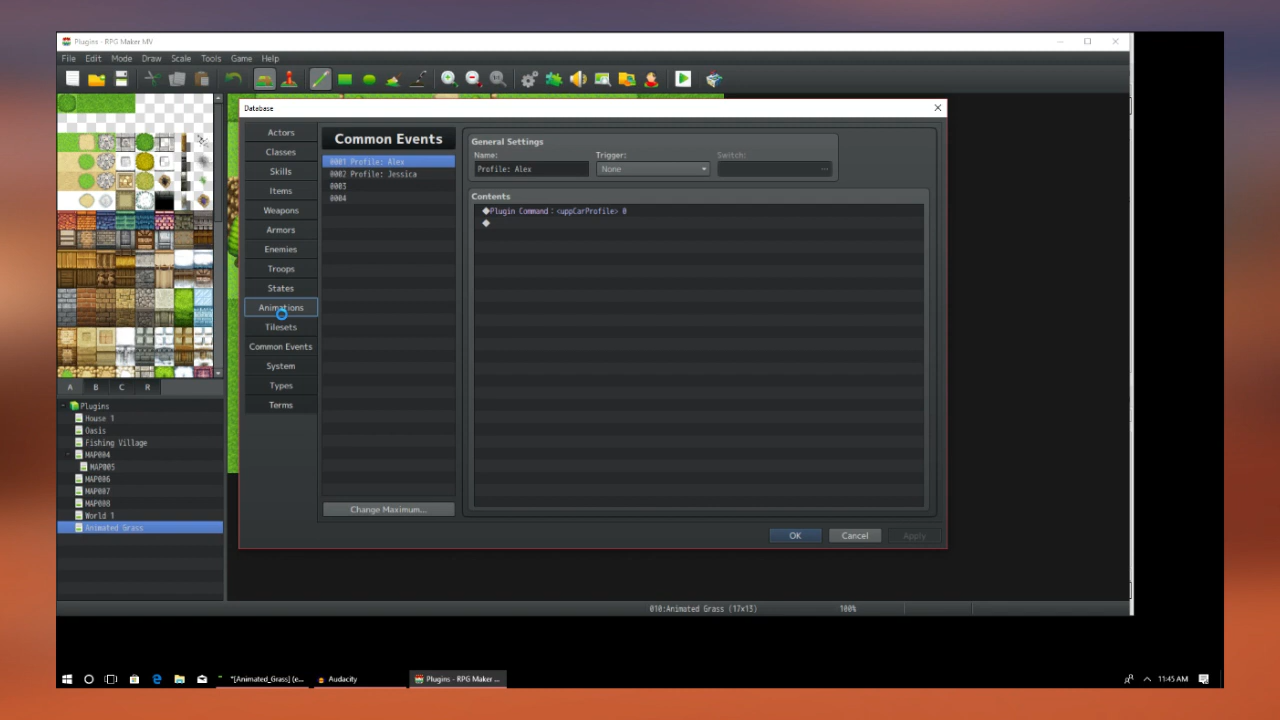 Plugins - RPG Maker MV
File Edit Mode Draw Scale Tools Game Help
Database
Actors
Classes
Skills
Items
Weapons
Armors
Enemies
Troops
States
Animations
Tilesets
Common Events
System
Types
Terms
Common Events
0001 Profile: Alex
0002 Profile: Jessica
0003
0004
Change Maximum...
General Settings
Name:
Trigger:
Switch:
Profile: Alex
None
...
Contents
◆Plugin Command : <uppCarProfile> 0
◆
OK
Cancel
Apply
A B C R
Plugins
House 1
Oasis
Fishing Village
MAP004
MAP005
MAP006
MAP007
MAP008
World 1
Animated Grass
010:Animated Grass (17x13)
100%
*[Animated_Grass] (e...
Audacity
Plugins - RPG Maker ...
11:45 AM